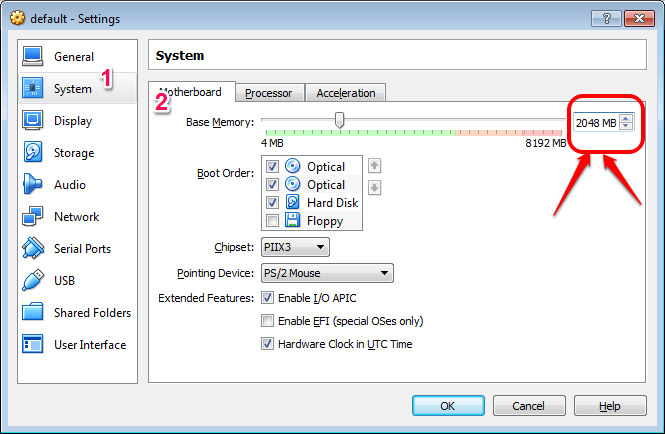 default - Settings
General
System
1
Display
Storage
Audio
Network
Serial Ports
USB
Shared Folders
User Interface
System
2
Motherboard
Processor
Acceleration
Base Memory:
2048 MB
4 MB
8192 MB
Boot Order:
Optical
Optical
Hard Disk
Floppy
Chipset:
PIIX3
Pointing Device:
PS/2 Mouse
Extended Features:
Enable I/O APIC
Enable EFI (special OSes only)
Hardware Clock in UTC Time
OK
Cancel
Help